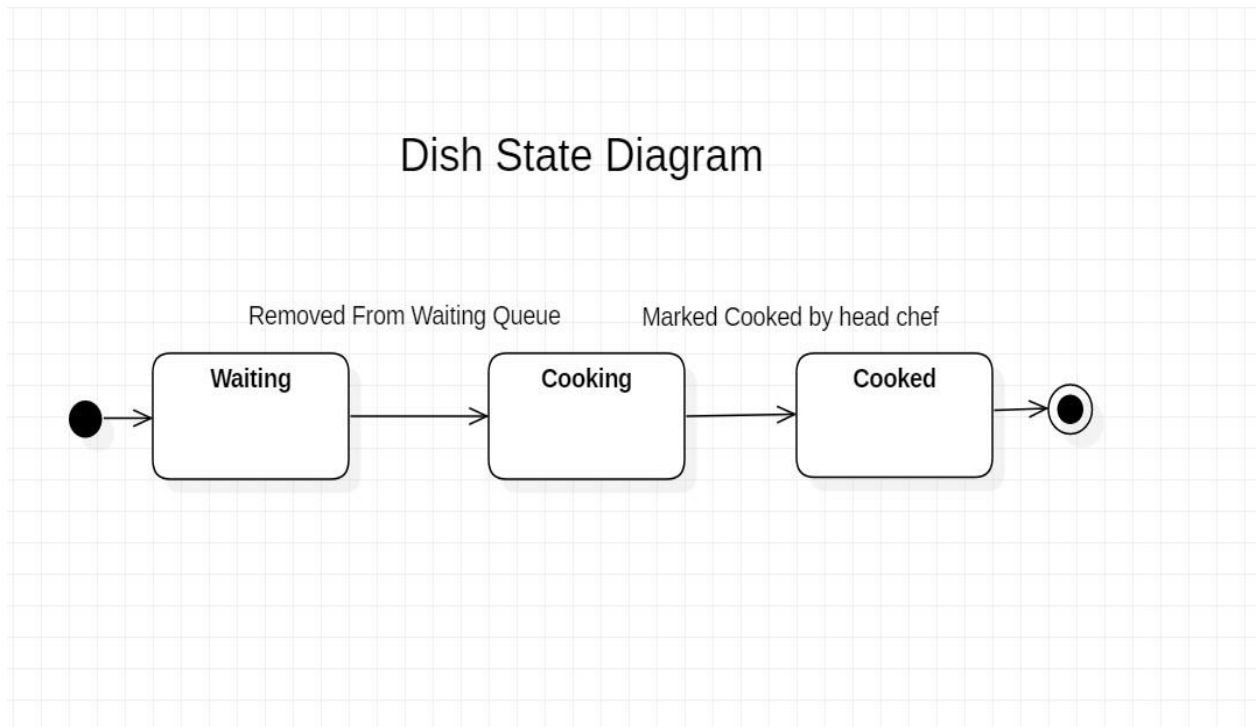 Dish State Diagram
Removed From Waiting Queue
Marked Cooked by head chef
Waiting
Cooking
Cooked